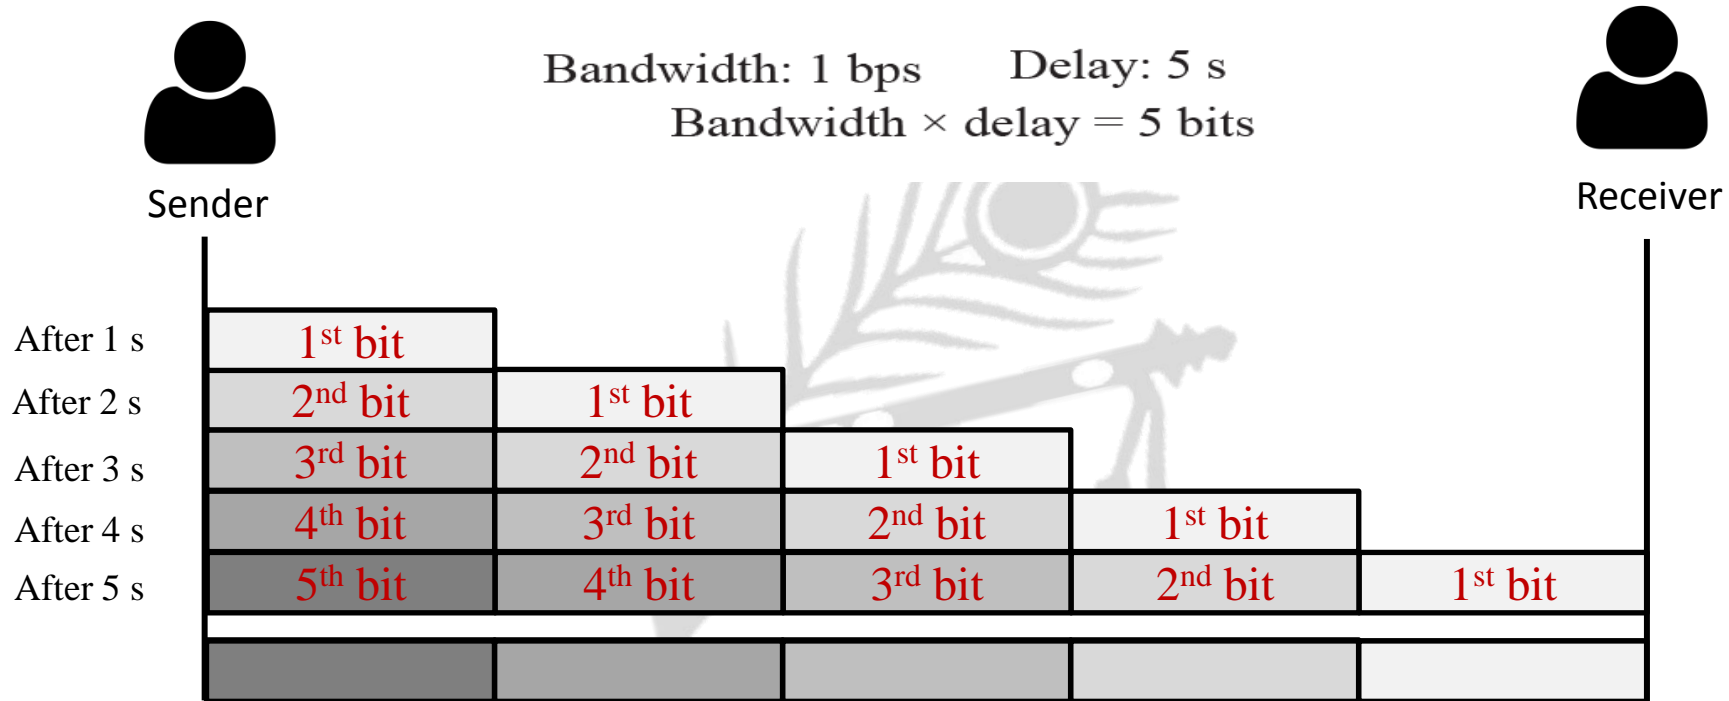 Bandwidth: 1 bps Delay: 5 s
Bandwidth × delay = 5 bits
Sender
Receiver
After 1 s 1st bit
After 2 s 2nd bit 1st bit
After 3 s 3rd bit 2nd bit 1st bit
After 4 s 4th bit 3rd bit 2nd bit 1st bit
After 5 s 5th bit 4th bit 3rd bit 2nd bit 1st bit